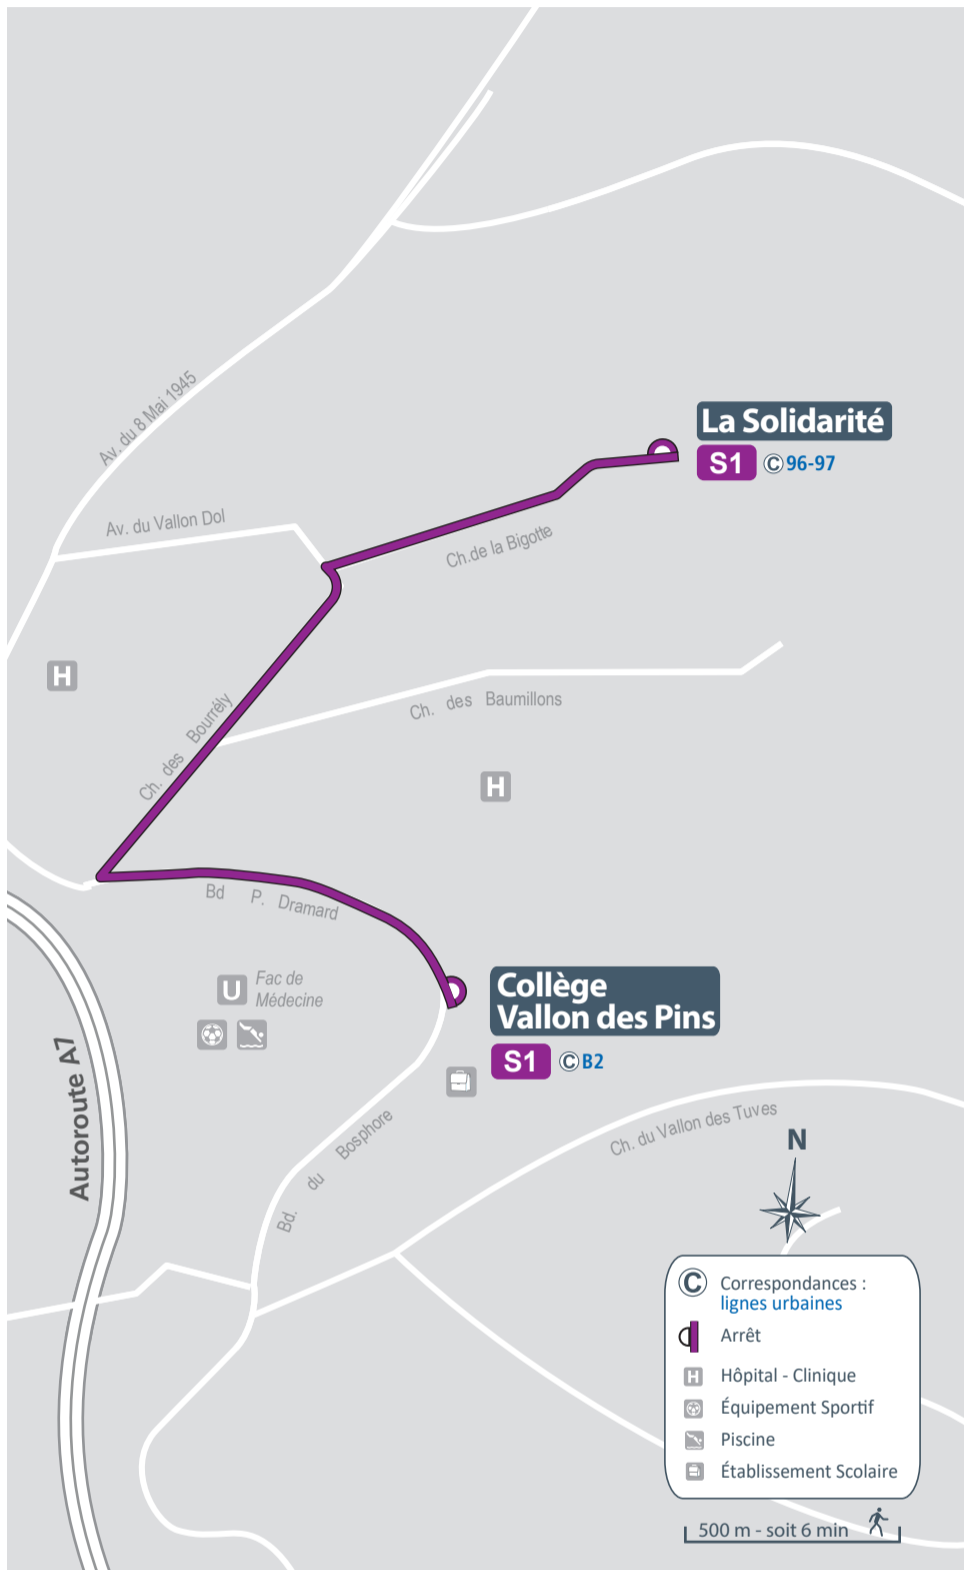 Av. du 8 Mai 1945
La Solidarité
S1 C 96-97
Av. du Vallon Dol
Ch.de la Bigotte
H
Ch. des Bourrély
Ch. des Baumillons
H
Bd P. Dramard
U Fac de
Médecine
Collège
Vallon des Pins
S1 C B2
Autoroute A7
Bd. du Bosphore
Ch. du Vallon des Tuves
N
C Correspondances :
lignes urbaines
Arrêt
H Hôpital - Clinique
Équipement Sportif
Piscine
Établissement Scolaire
500 m - soit 6 min